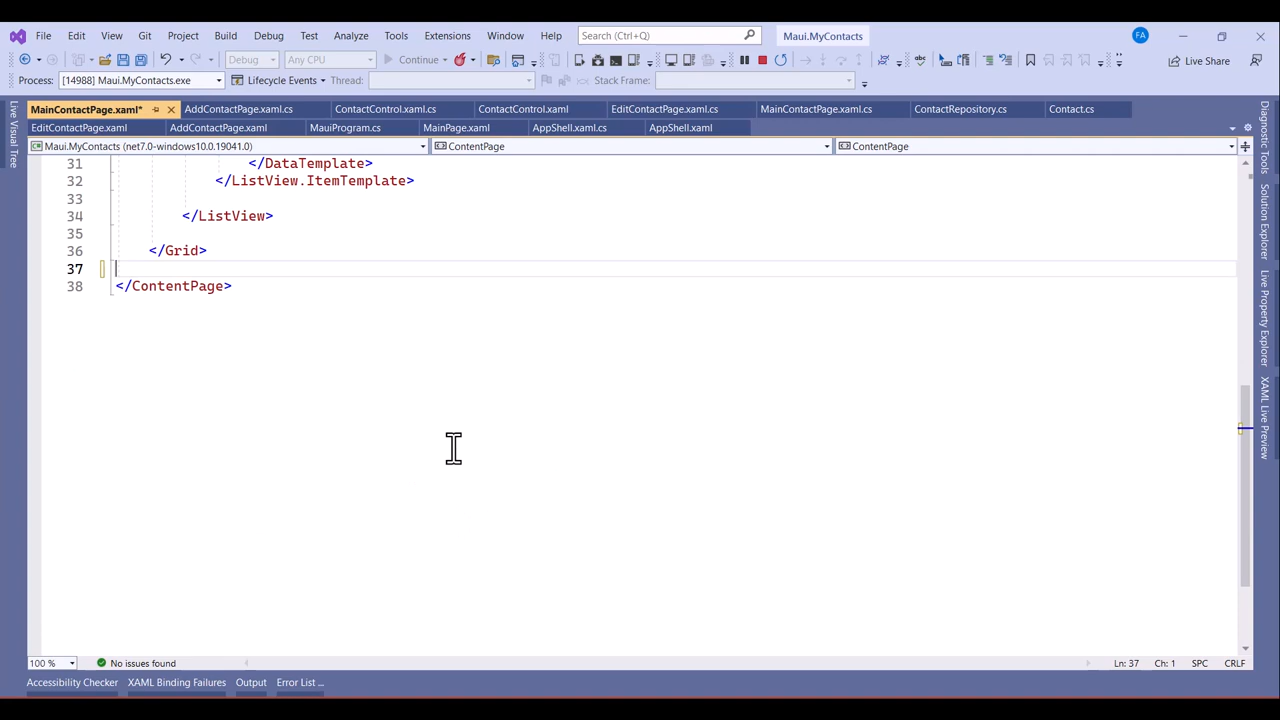 File Edit View Git Project Build Debug Test Analyze Tools Extensions Window Help Search (Ctrl+Q) Maui.MyContacts FA
Debug Any CPU Continue Live Share
Process: [14988] Maui.MyContacts.exe Lifecycle Events Thread: Stack Frame:
MainContactPage.xaml* AddContactPage.xaml.cs ContactControl.xaml.cs ContactControl.xaml EditContactPage.xaml.cs MainContactPage.xaml.cs ContactRepository.cs Contact.cs
EditContactPage.xaml AddContactPage.xaml MauiProgram.cs MainPage.xaml AppShell.xaml.cs AppShell.xaml
Maui.MyContacts (net7.0-windows10.0.19041.0) ContentPage ContentPage
Live Visual Tree
31 </DataTemplate>
32 </ListView.ItemTemplate>
33
34 </ListView>
35
36 </Grid>
37
38 </ContentPage>
Diagnostic Tools
Solution Explorer
Live Property Explorer
XAML Live Preview
100 % No issues found Ln: 37 Ch: 1 SPC CRLF
Accessibility Checker XAML Binding Failures Output Error List ...